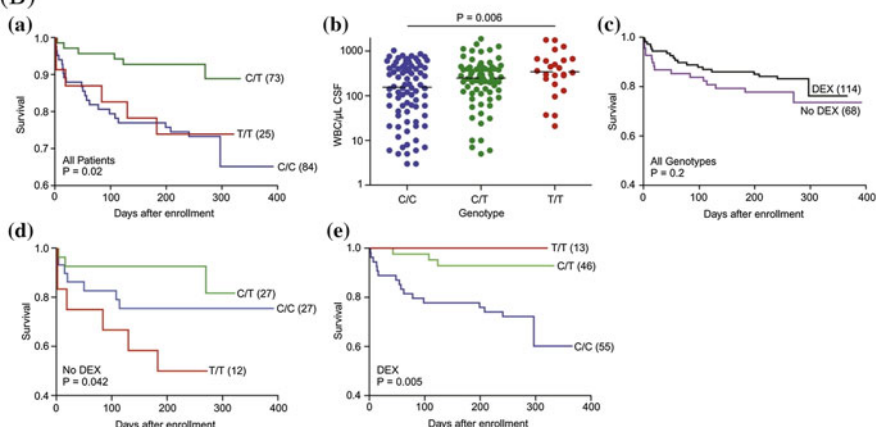 (D)
(a)
1.0
0.9
0.8
0.7
0.6
Survival
0
100
200
300
400
Days after enrollment
C/T (73)
T/T (25)
C/C (84)
All Patients
P = 0.02
(b)
P = 0.006
1000
100
10
1
WBC/µL CSF
C/C
C/T
T/T
Genotype
(c)
1.0
0.8
0.6
0.4
Survival
0
100
200
300
400
Days after enrollment
DEX (114)
No DEX (68)
All Genotypes
P = 0.2
(d)
1.0
0.8
0.6
0.4
Survival
0
100
200
300
400
Days after enrollment
C/T (27)
C/C (27)
T/T (12)
No DEX
P = 0.042
(e)
1.0
0.8
0.6
0.4
Survival
0
100
200
300
400
Days after enrollment
T/T (13)
C/T (46)
C/C (55)
DEX
P = 0.005